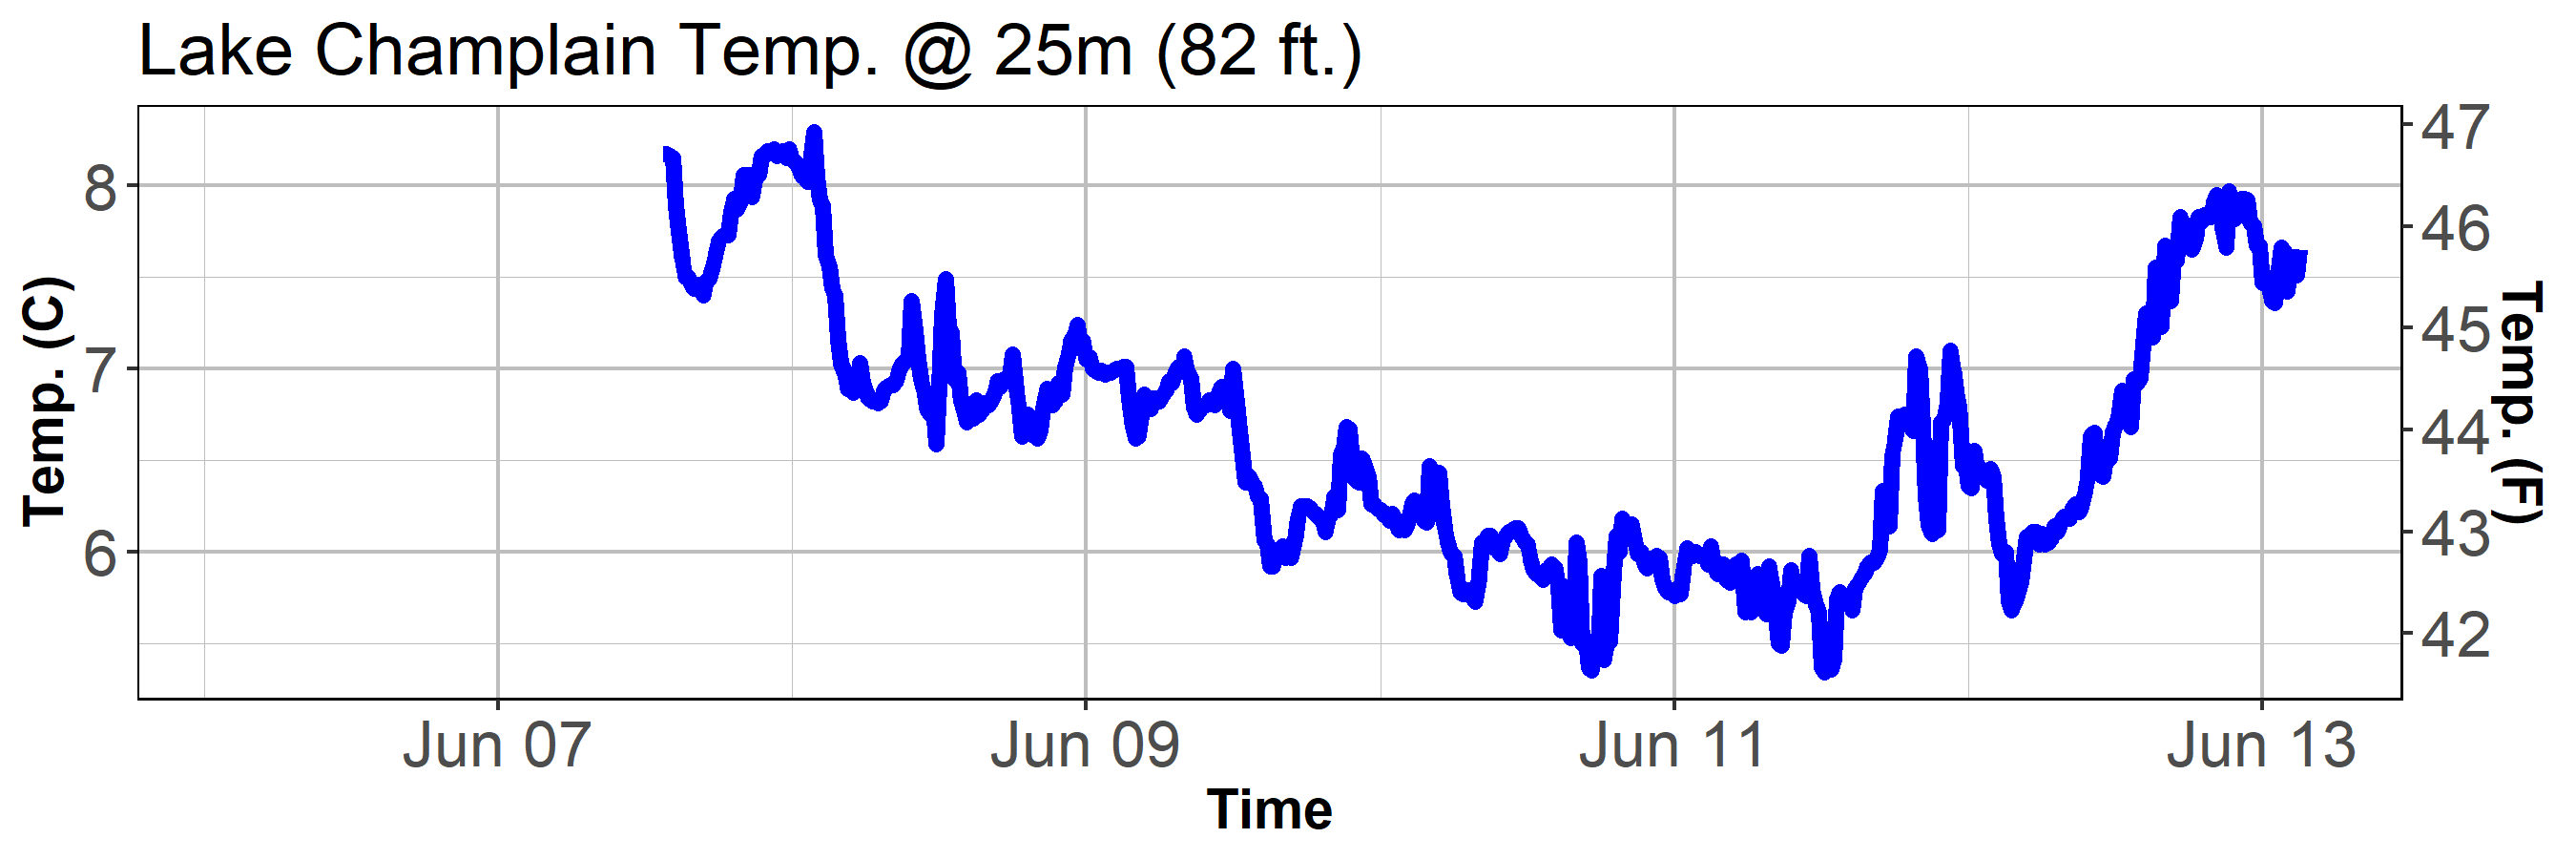 Lake Champlain Temp. @ 25m (82 ft.)
Temp. (C)
8
7
6
47
46
45
44
43
42
Temp. (F)
Jun 07
Jun 09
Jun 11
Jun 13
Time